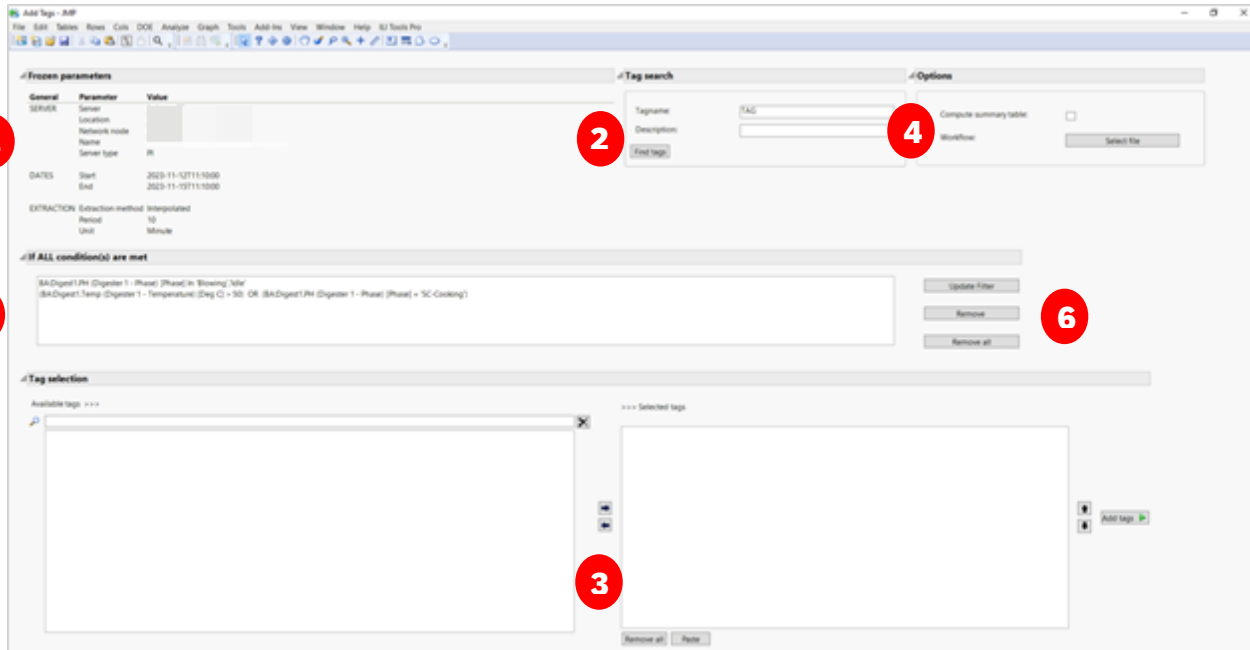 Add Tags - JMP
File Edit Tables Rows Cols DOE Analyze Graph Tools Add-Ins View Window Help BJ Tools Pro
Frozen parameters
General Parameter Value
SERVER Server
Location
Network node
Name
Server type PI
DATES Start 2023-11-12T11:10:00
End 2023-11-15T11:10:00
EXTRACTION Extraction method Interpolated
Period 10
Unit Minute
Tag search
Tagname: TAG
Description:
Find tags
2
Options
Compute summary table:
Workflow: Select file
4
If ALL condition(s) are met
BA:Digest1.PH (Digester 1 - Phase) [Phase] In 'Blowing','Idle'
(BA:Digest1.Temp (Digester 1 - Temperature) [Deg C] > 50) OR (BA:Digest1.PH (Digester 1 - Phase) [Phase] = 'SC-Cooking')
Update Filter
Remove
Remove all
6
Tag selection
Available tags >>>
>>> Selected tags
Add tags
3
Remove all Paste